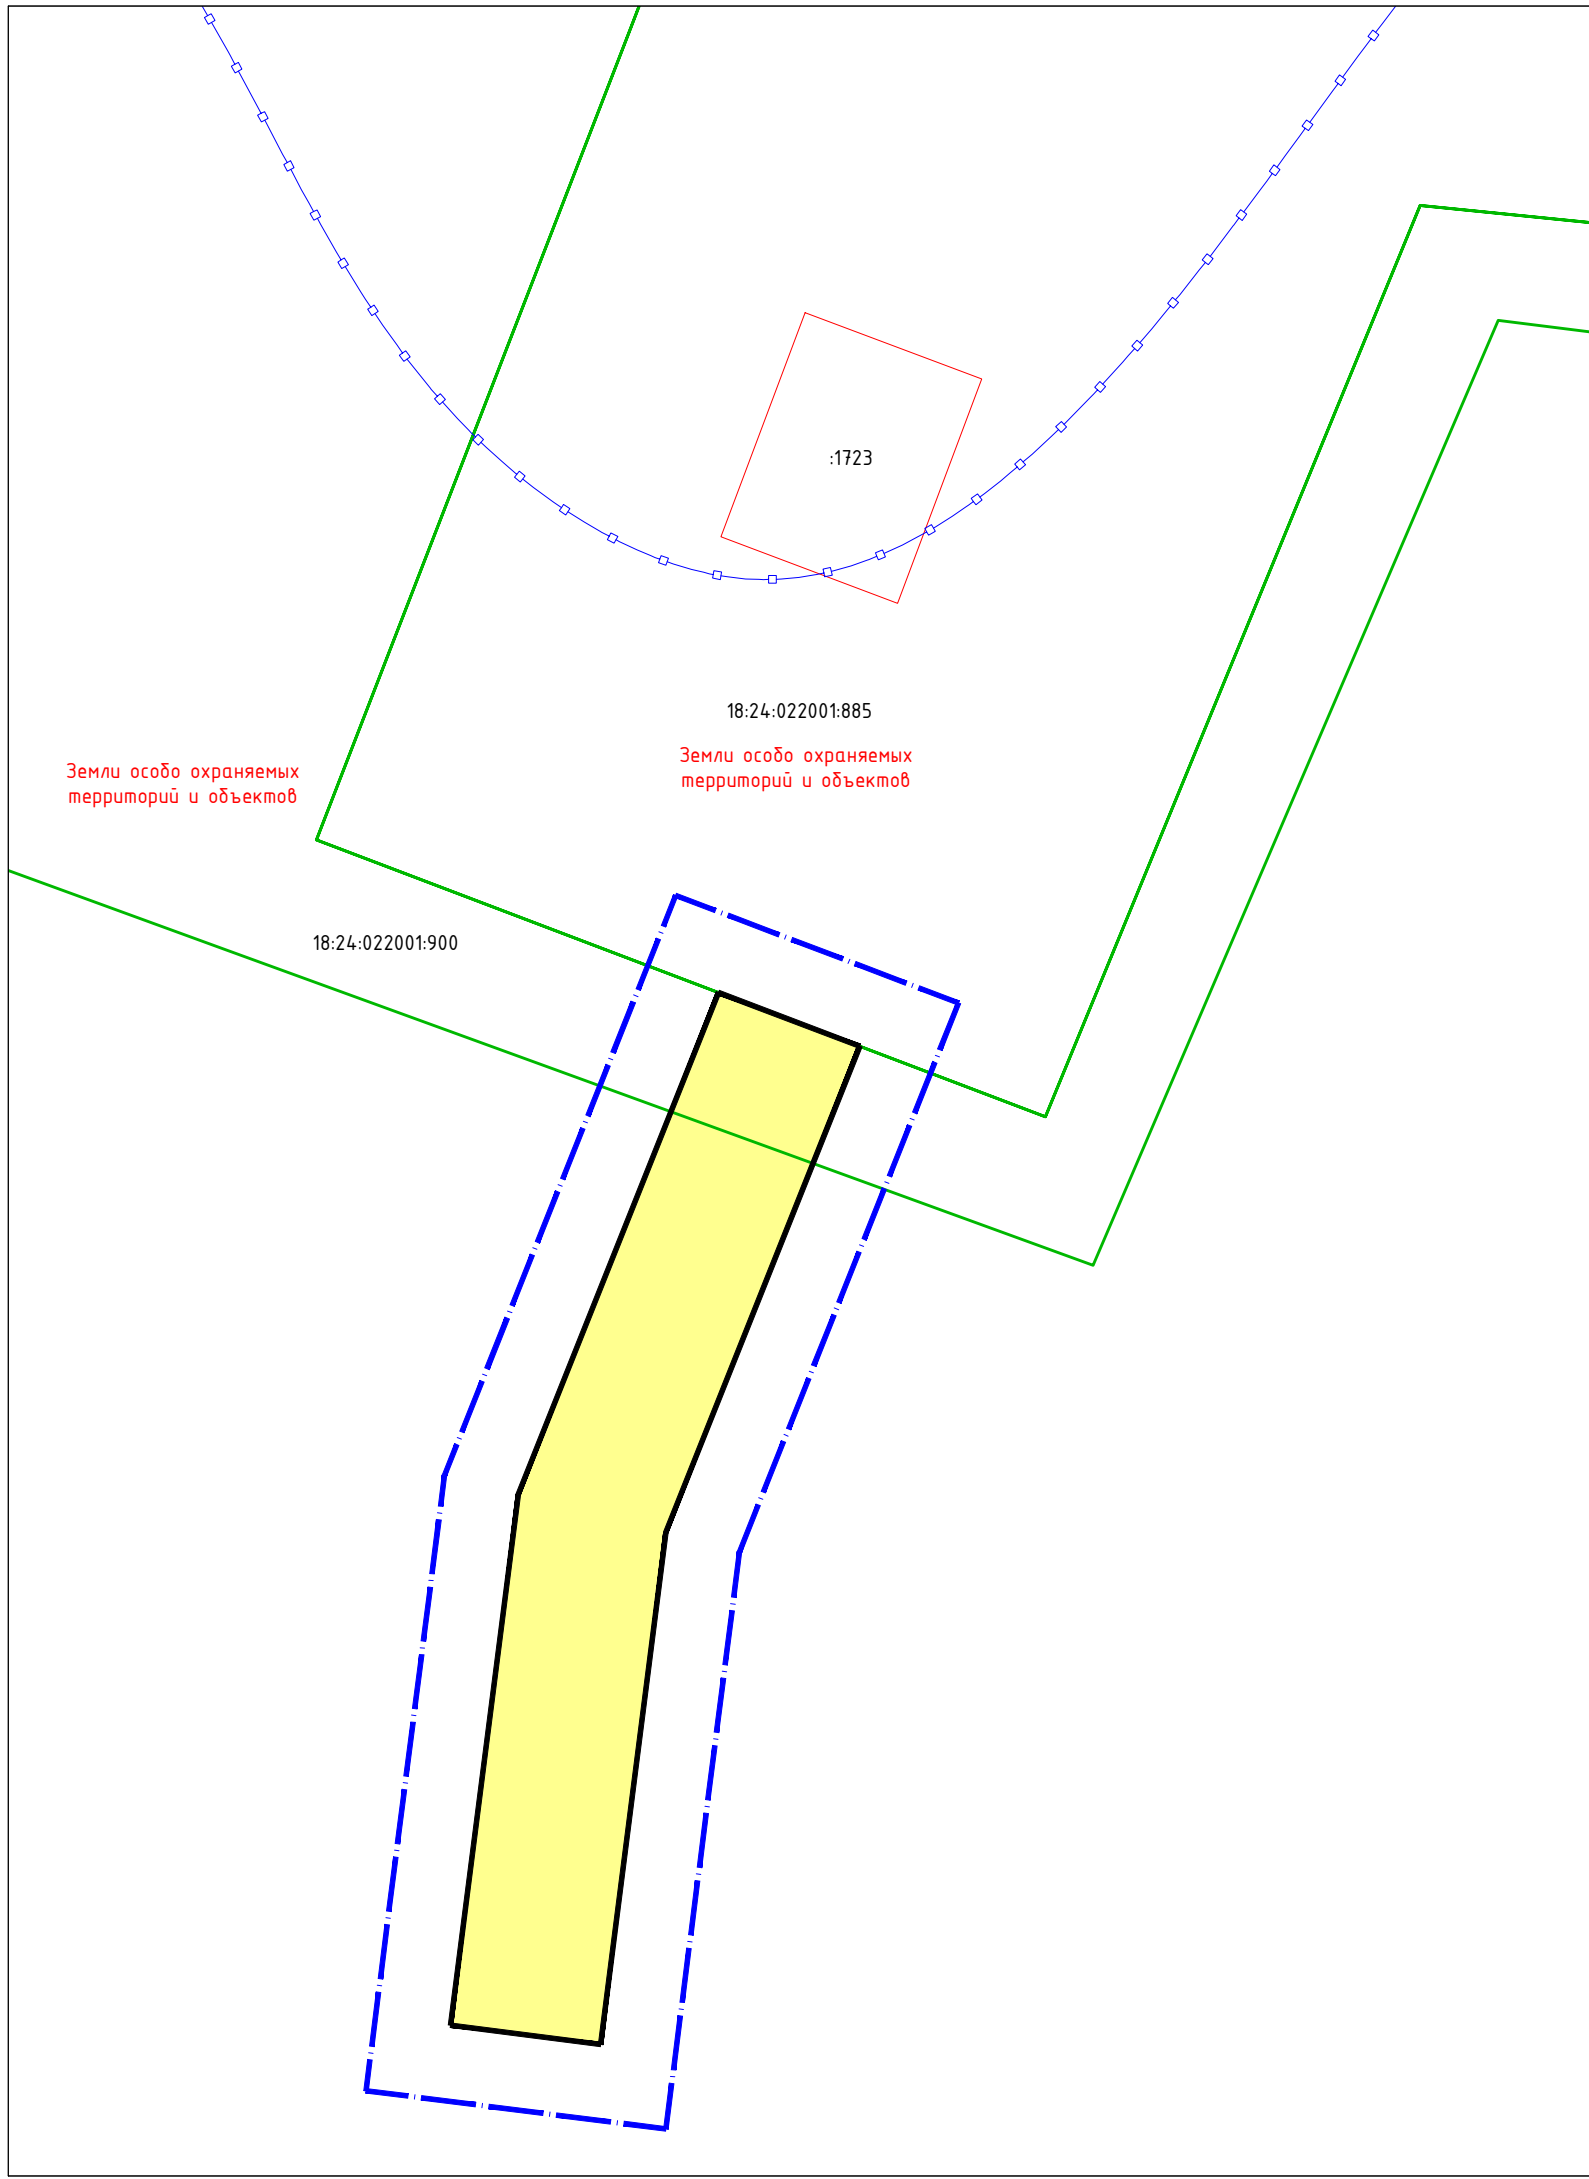 :1723
18:24:022001:885
Земли особо охраняемых
территорий и объектов
Земли особо охраняемых
территорий и объектов
18:24:022001:900